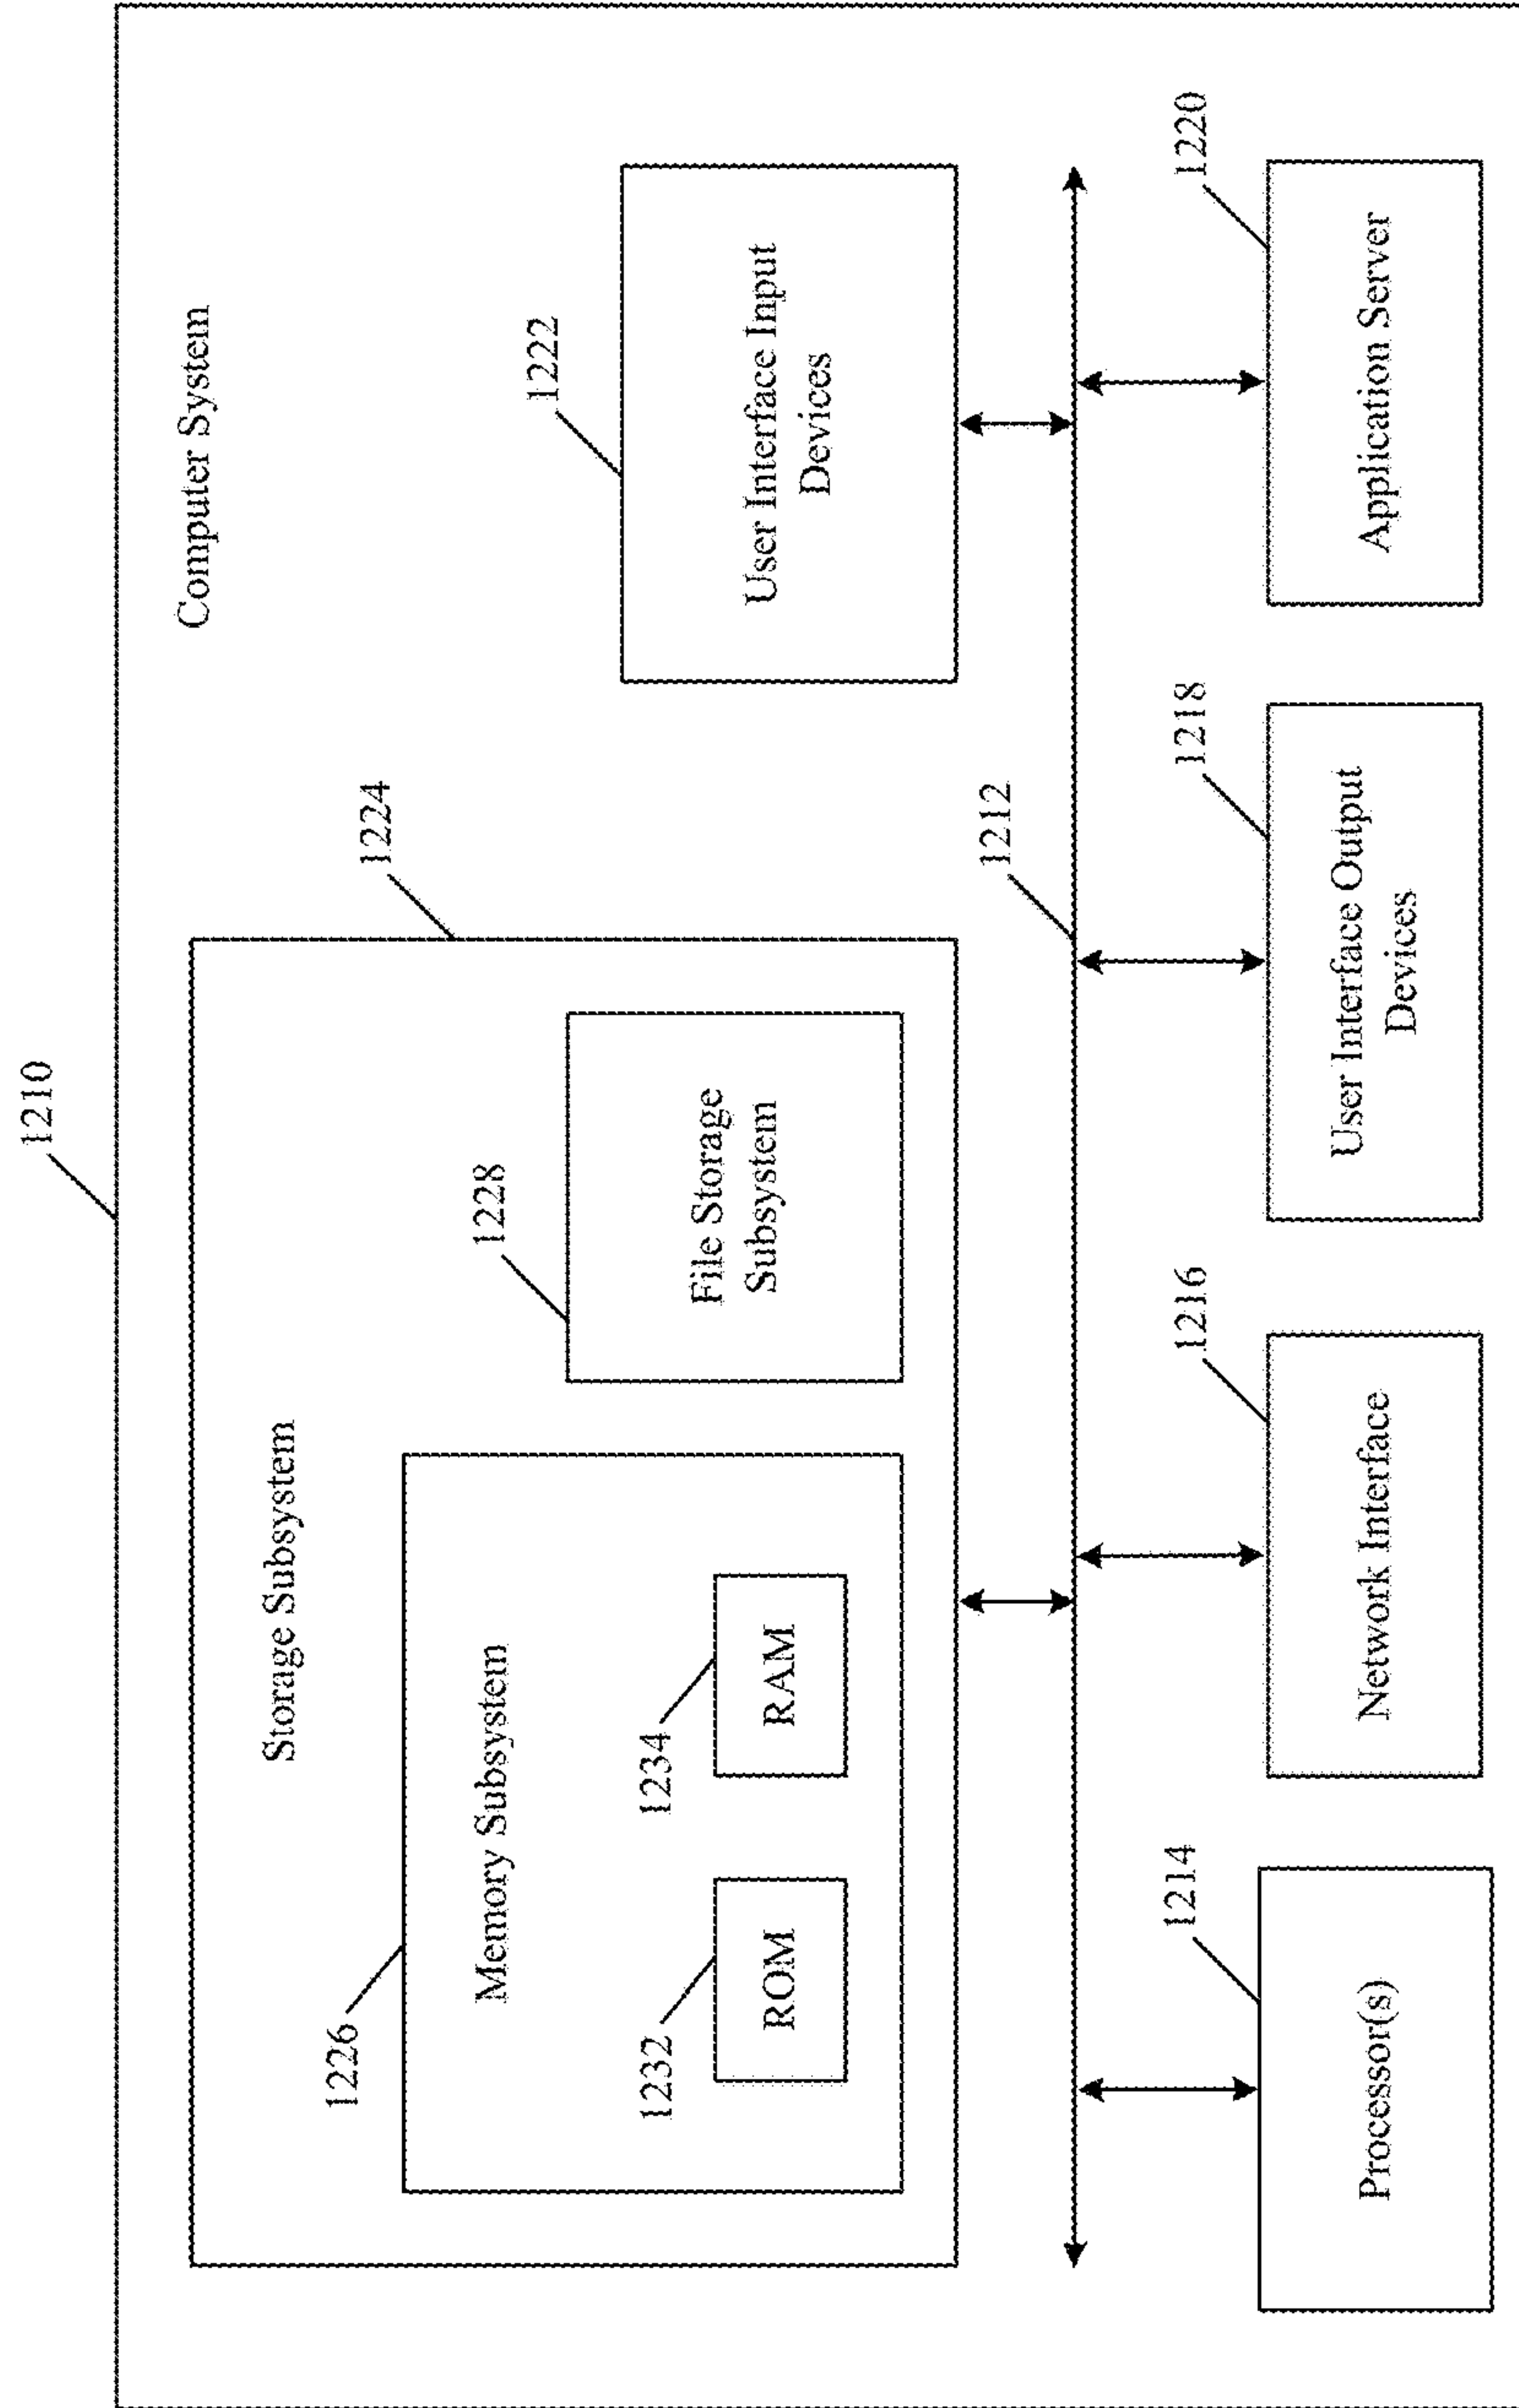 1210
Computer System
Storage Subsystem
1224
1226
Memory Subsystem
1228
1222
User Interface Input
Devices
File Storage
Subsystem
1232
1234
ROM
RAM
1212
1214
1216
1218
1220
Processor(s)
Network Interface
User Interface Output
Devices
Application Server